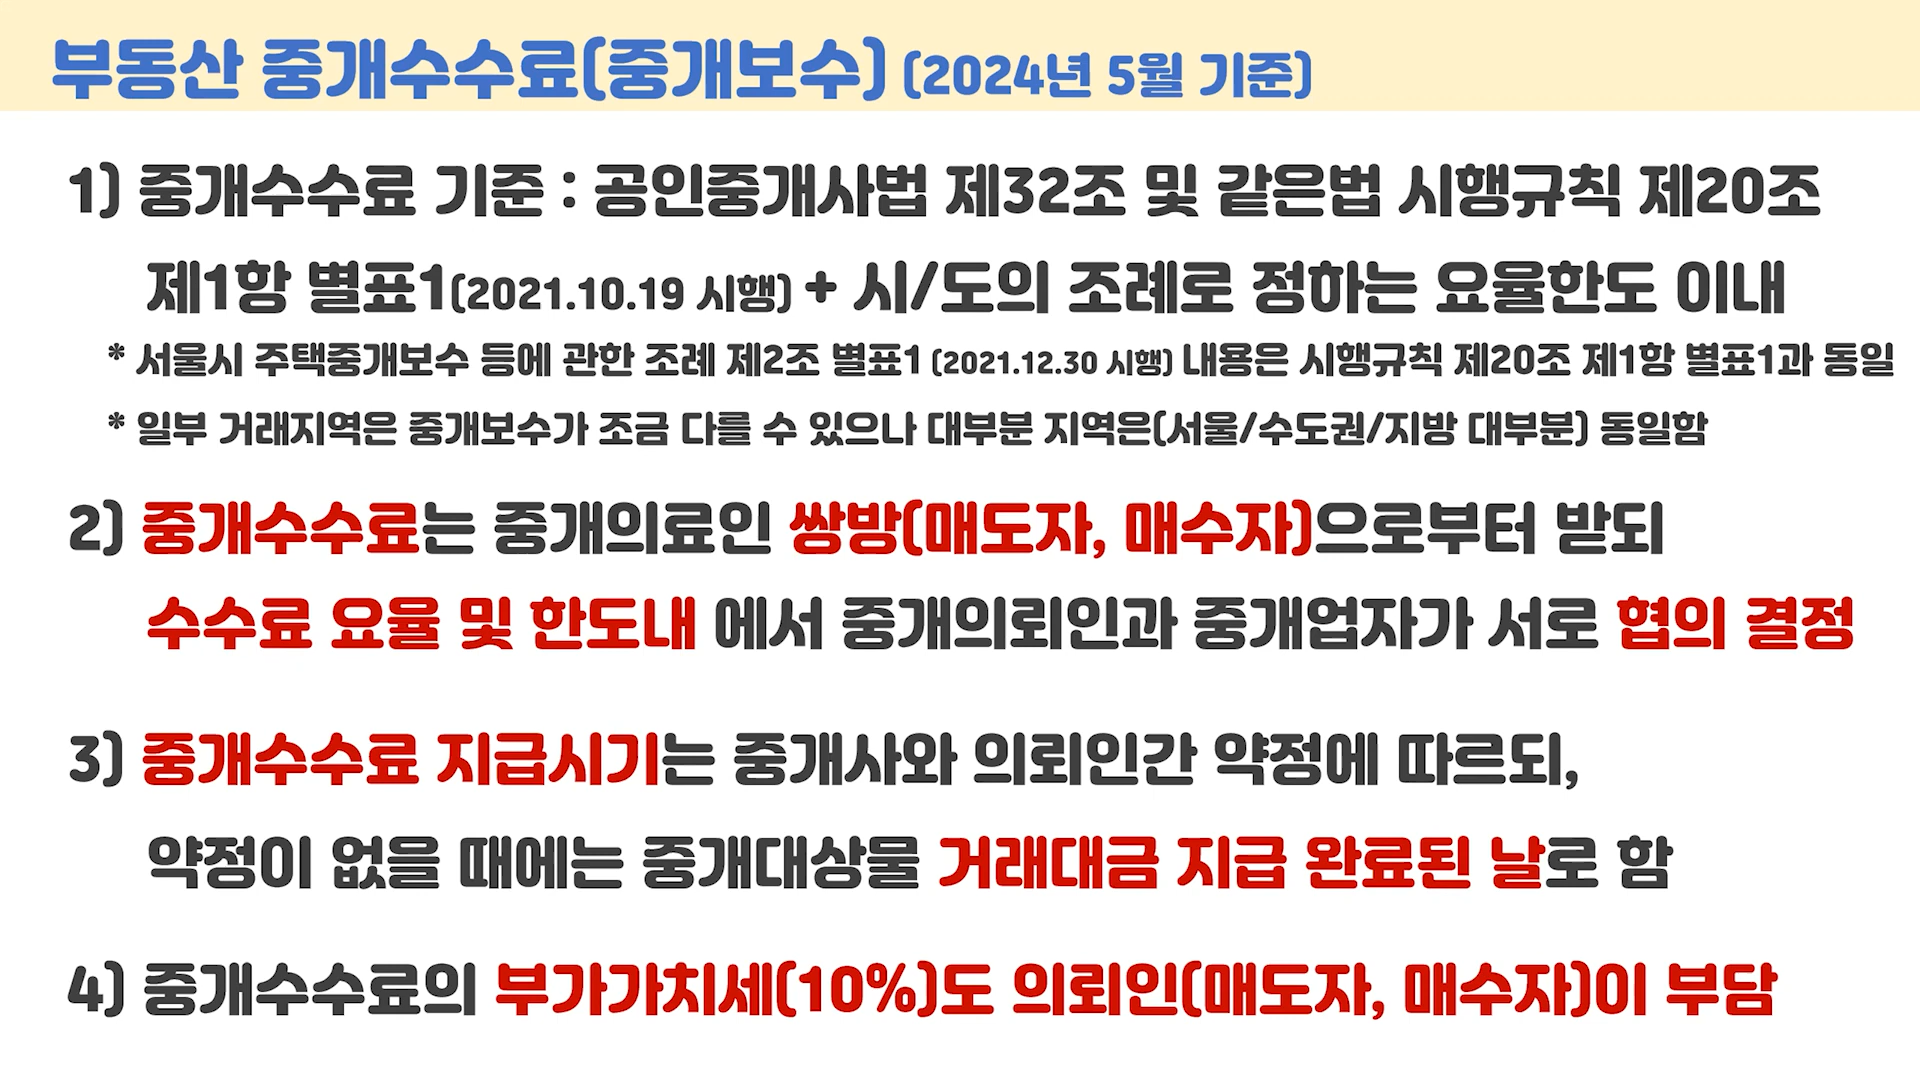 부동산 중개수수료(중개보수) (2024년 5월 기준)
1) 중개수수료 기준 : 공인중개사법 제32조 및 같은법 시행규칙 제20조
제1항 별표1(2021.10.19 시행) + 시/도의 조례로 정하는 요율한도 이내
* 서울시 주택중개보수 등에 관한 조례 제2조 별표1 (2021.12.30 시행) 내용은 시행규칙 제20조 제1항 별표1과 동일
* 일부 거래지역은 중개보수가 조금 다를 수 있으나 대부분 지역은(서울/수도권/지방 대부분) 동일함
2) 중개수수료는 중개의료인 쌍방(매도자, 매수자)으로부터 받되
수수료 요율 및 한도내 에서 중개의뢰인과 중개업자가 서로 협의 결정
3) 중개수수료 지급시기는 중개사와 의뢰인간 약정에 따르되,
약정이 없을 때에는 중개대상물 거래대금 지급 완료된 날로 함
4) 중개수수료의 부가가치세(10%)도 의뢰인(매도자, 매수자)이 부담